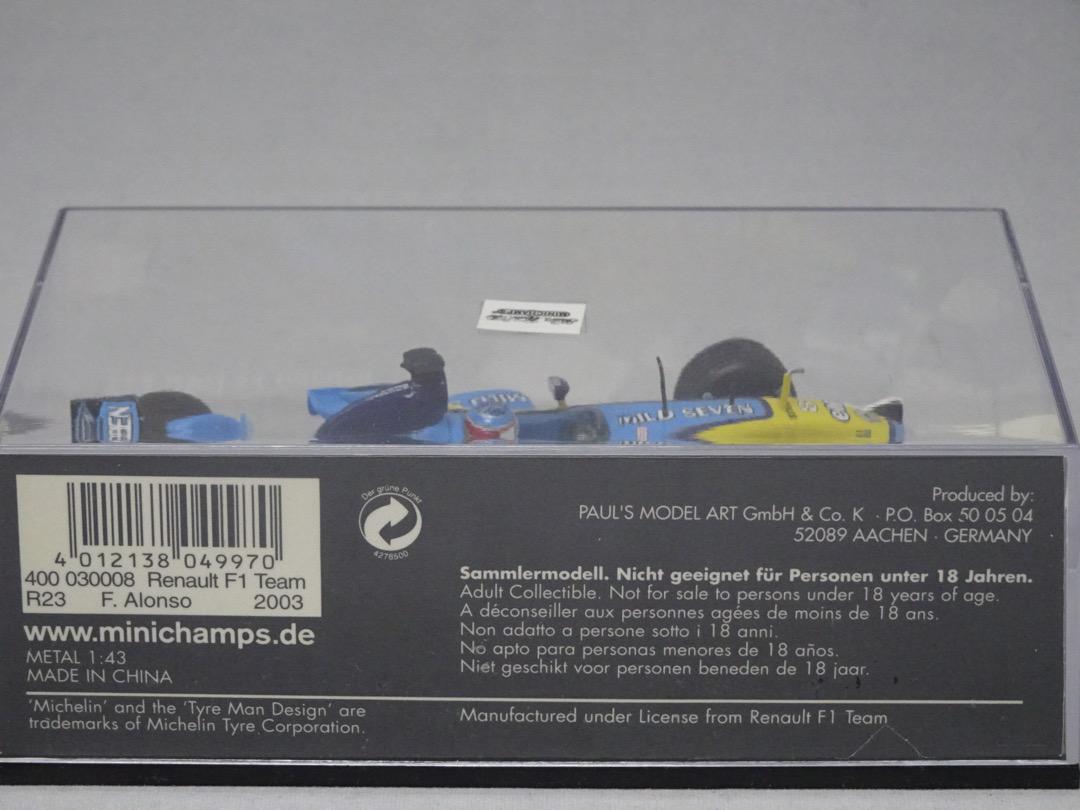 MINICHAMPS
MILD
MILD SEVEN
4 012138 049970
400 030008 Renault F1 Team
R23 F. Alonso 2003
www.minichamps.de
METAL 1:43
MADE IN CHINA
'Michelin' and the 'Tyre Man Design' are
trademarks of Michelin Tyre Corporation.
Der grüne Punkt
4276500
Produced by:
PAUL'S MODEL ART GmbH & Co. K · P.O. Box 50 05 04
52089 AACHEN · GERMANY
Sammlermodell. Nicht geeignet für Personen unter 18 Jahren.
Adult Collectible. Not for sale to persons under 18 years of age.
A déconseiller aux personnes agées de moins de 18 ans.
Non adatto a persone sotto i 18 anni.
No apto para personas menores de 18 años.
Niet geschikt voor personen beneden de 18 jaar.
Manufactured under License from Renault F1 Team